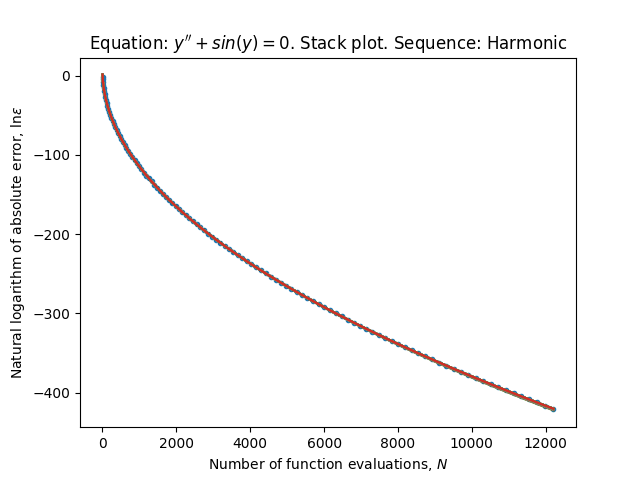 Equation: y'' + sin(y) = 0. Stack plot. Sequence: Harmonic
0
−100
−200
−300
−400
Natural logarithm of absolute error, lnε
0 2000 4000 6000 8000 10000 12000
Number of function evaluations, N